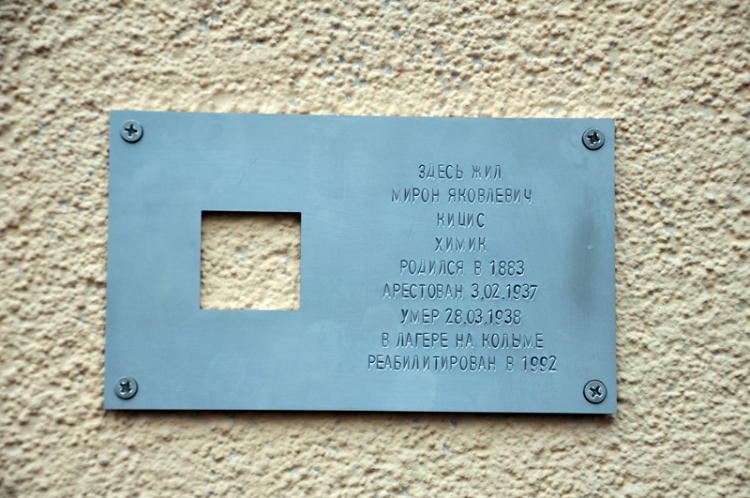 ЗДЕСЬ ЖИЛ
МИРОН ЯКОВЛЕВИЧ
КИЦИС
ХИМИК
РОДИЛСЯ В 1883
АРЕСТОВАН 3.02.1937
УМЕР 28.03.1938
В ЛАГЕРЕ НА КОЛЫМЕ
РЕАБИЛИТИРОВАН В 1992